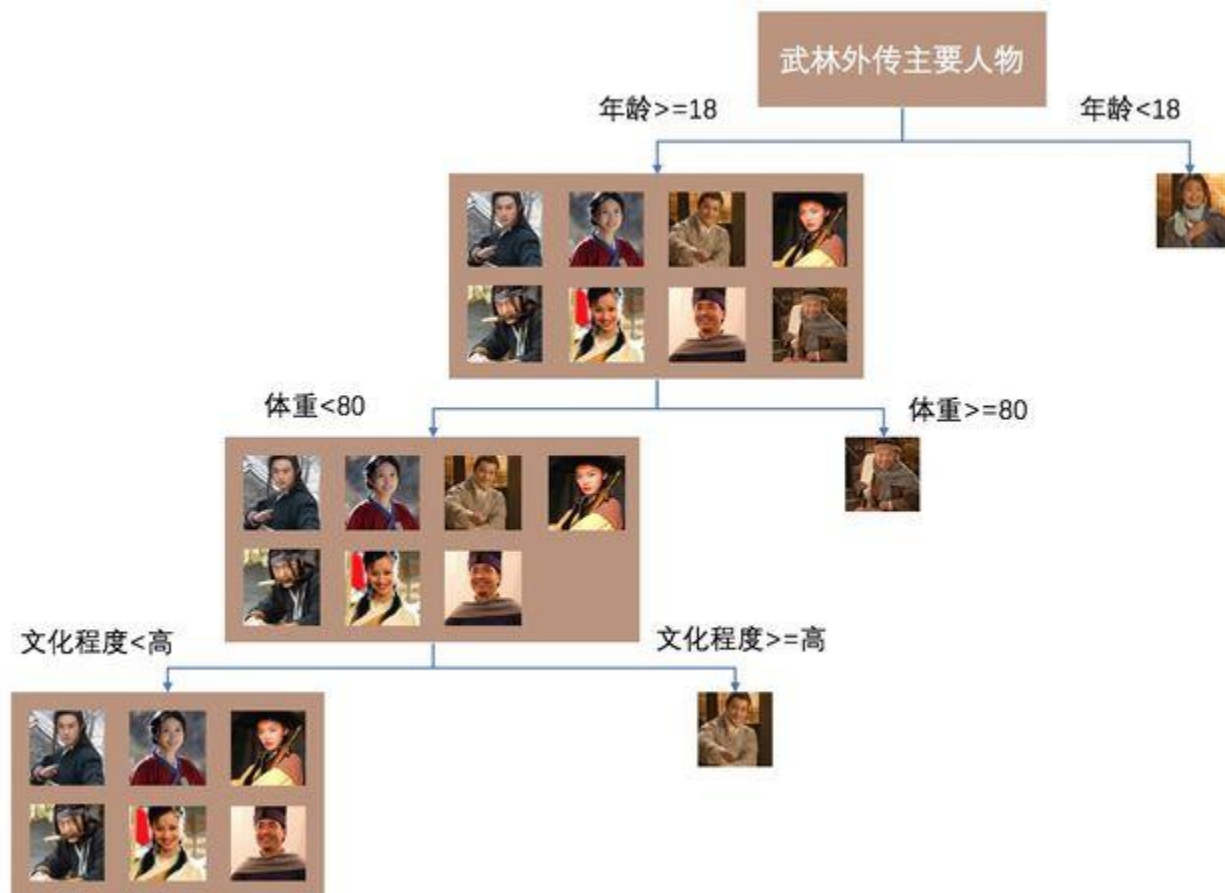 武林外传主要人物
年龄>=18
年龄<18
体重<80
体重>=80
文化程度<高
文化程度>=高